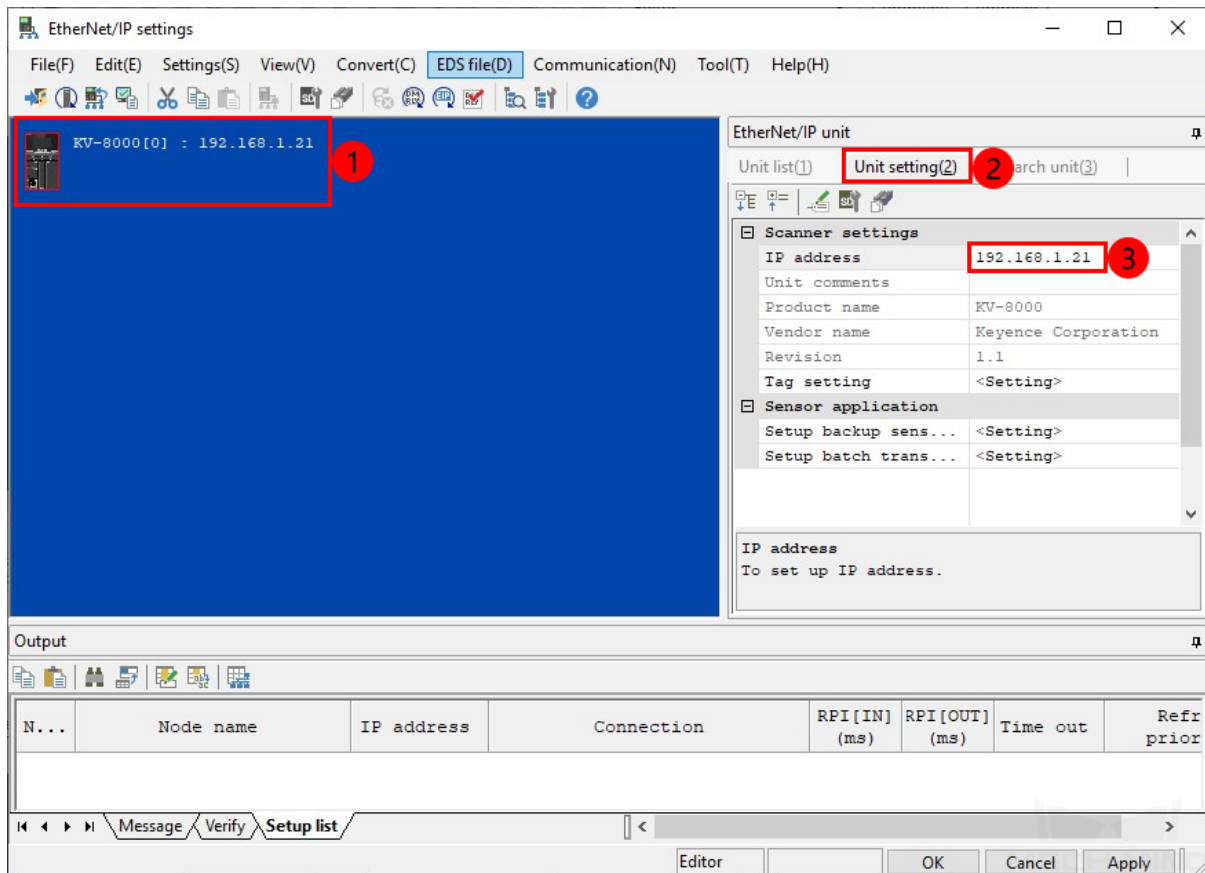 EtherNet/IP settings
File(F) Edit(E) Settings(S) View(V) Convert(C) EDS file(D) Communication(N) Tool(T) Help(H)
KV-8000[0] : 192.168.1.21
1
EtherNet/IP unit
Unit list(1) Unit setting(2) 2 arch unit(3)
Scanner settings
IP address 192.168.1.21 3
Unit comments
Product name KV-8000
Vendor name Keyence Corporation
Revision 1.1
Tag setting <Setting>
Sensor application
Setup backup sens... <Setting>
Setup batch trans... <Setting>
IP address
To set up IP address.
Output
N... Node name IP address Connection RPI[IN] (ms) RPI[OUT] (ms) Time out Refr prior
Message Verify Setup list
Editor OK Cancel Apply